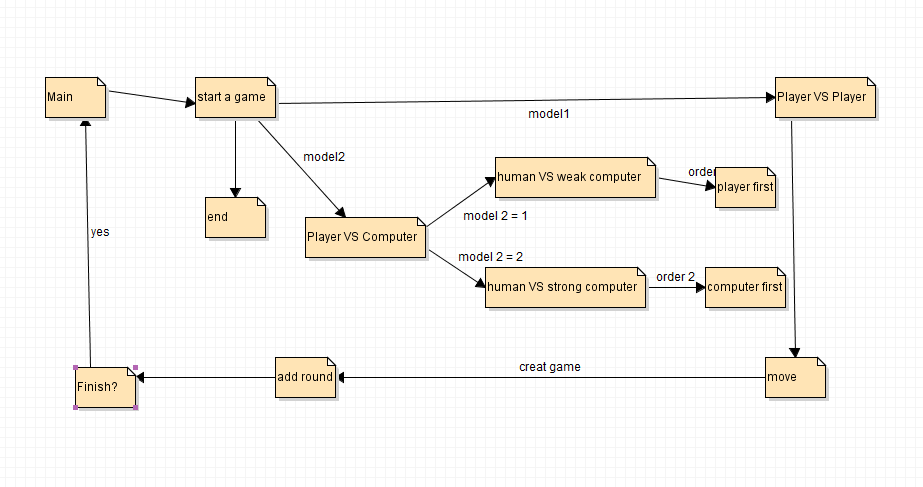 Main
start a game
Player VS Player
model1
model2
human VS weak computer
order
player first
end
model 2 = 1
yes
Player VS Computer
model 2 = 2
human VS strong computer
order 2
computer first
creat game
Finish?
add round
move